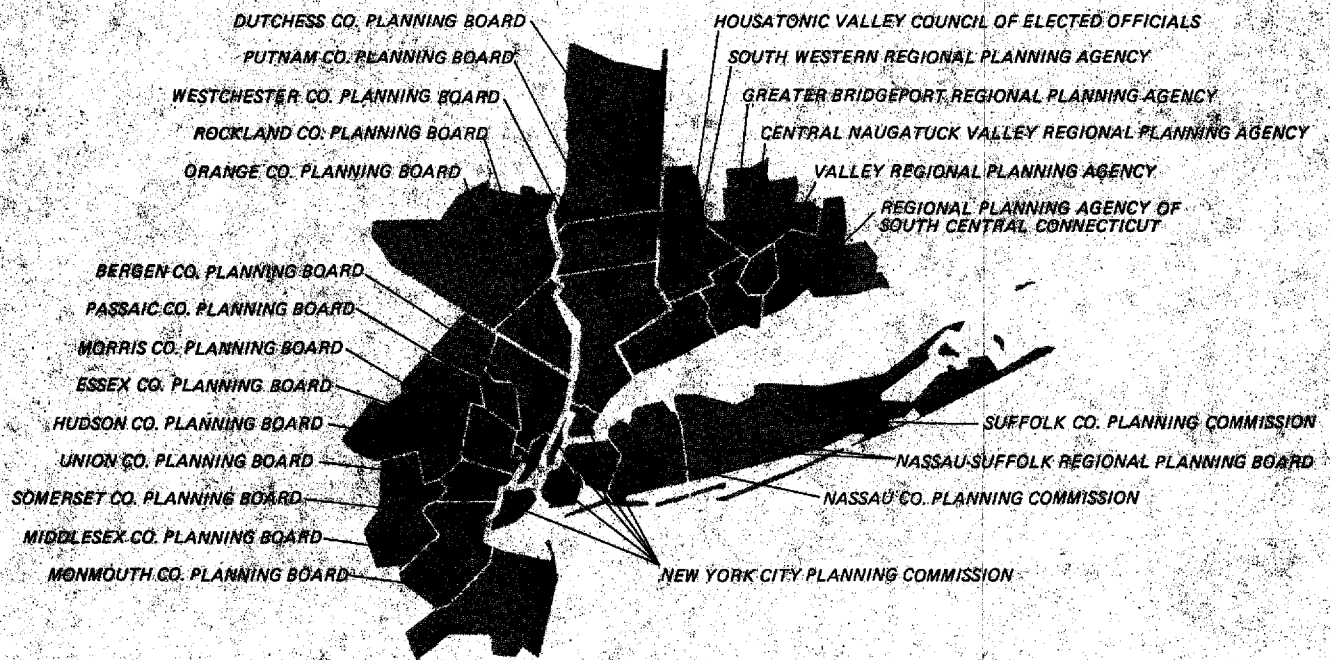 DUTCHESS CO. PLANNING BOARD
PUTNAM CO. PLANNING BOARD
WESTCHESTER CO. PLANNING BOARD
ROCKLAND CO. PLANNING BOARD
ORANGE CO. PLANNING BOARD
HOUSATONIC VALLEY COUNCIL OF ELECTED OFFICIALS
SOUTH WESTERN REGIONAL PLANNING AGENCY
GREATER BRIDGEPORT REGIONAL PLANNING AGENCY
CENTRAL NAUGATUCK VALLEY REGIONAL PLANNING AGENCY
VALLEY REGIONAL PLANNING AGENCY
REGIONAL PLANNING AGENCY OF
SOUTH CENTRAL CONNECTICUT
BERGEN CO. PLANNING BOARD
PASSAIC CO. PLANNING BOARD
MORRIS CO. PLANNING BOARD
ESSEX CO. PLANNING BOARD
HUDSON CO. PLANNING BOARD
UNION CO. PLANNING BOARD
SOMERSET CO. PLANNING BOARD
MIDDLESEX CO. PLANNING BOARD
MONMOUTH CO. PLANNING BOARD
SUFFOLK CO. PLANNING COMMISSION
NASSAU-SUFFOLK REGIONAL PLANNING BOARD
NASSAU CO. PLANNING COMMISSION
NEW YORK CITY PLANNING COMMISSION